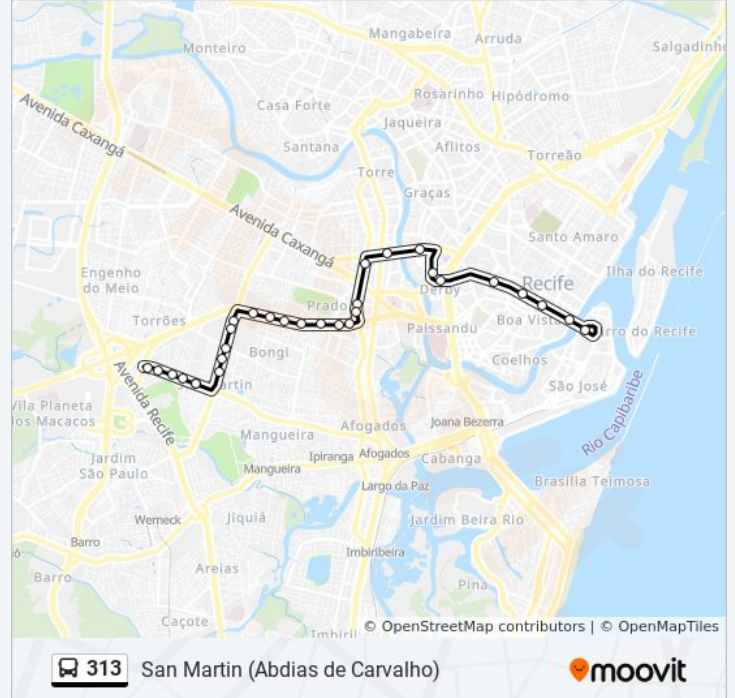 Mangabeira
Arruda
Monteiro
Salgadinho
Rosarinho
Hipódromo
Casa Forte
Avenida Caxangá
Jaqueira
Santana
Aflitos
Torreão
Torre
Graças
Avenida Caxangá
Santo Amaro
Engenho
do Meio
Recife
Ilha do Recife
Derby
Prado
Torrões
Paissandu
Boa Vista
irro do Recife
Bongi
Coelhos
artin
São José
Avenida Recife
Vila Planeta
dos Macacos
Rio Capibaribe
Joana Bezerra
Afogados
Mangueira
Ipiranga
Afogados
Cabanga
Jardim
São Paulo
Mangueira
Largo da Paz
Brasília Teimosa
Werneck
Jiquiá
Jardim Beira Rio
Barro
Imbiribeira
Barro
Areias
Pina
Caçote
Imbiri
© OpenStreetMap contributors | © OpenMapTiles
313
San Martin (Abdias de Carvalho)
moovit